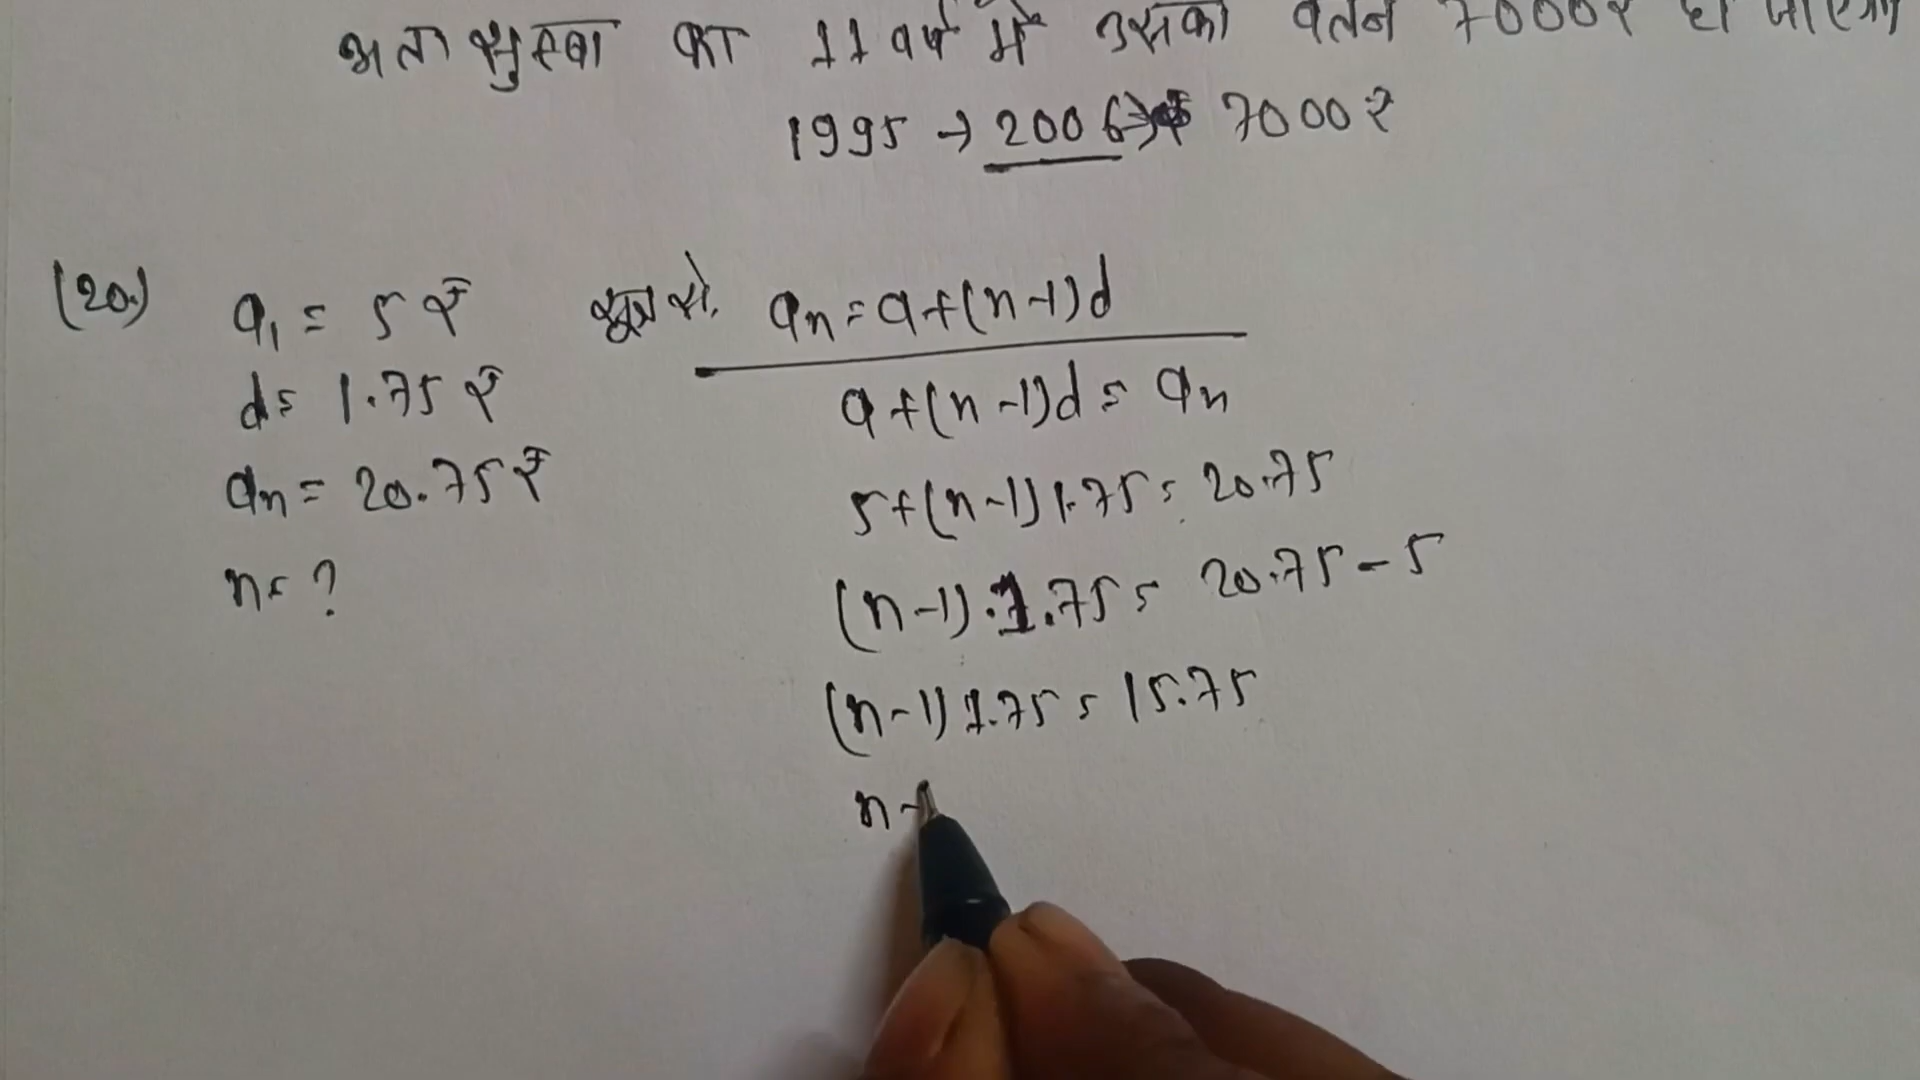 का 11 वर्ष में उसका वेतन 7000₹ हो जाएगा
1995 → 2006 → 7000₹
(20.) a₁ = 5₹ सूत्र से, aₙ = a+(n-1)d
d = 1.75₹ a+(n-1)d = aₙ
aₙ = 20.75₹ 5+(n-1)1.75 = 20.75
n = ? (n-1).1.75 = 20.75-5
(n-1)1.75 = 15.75
n-